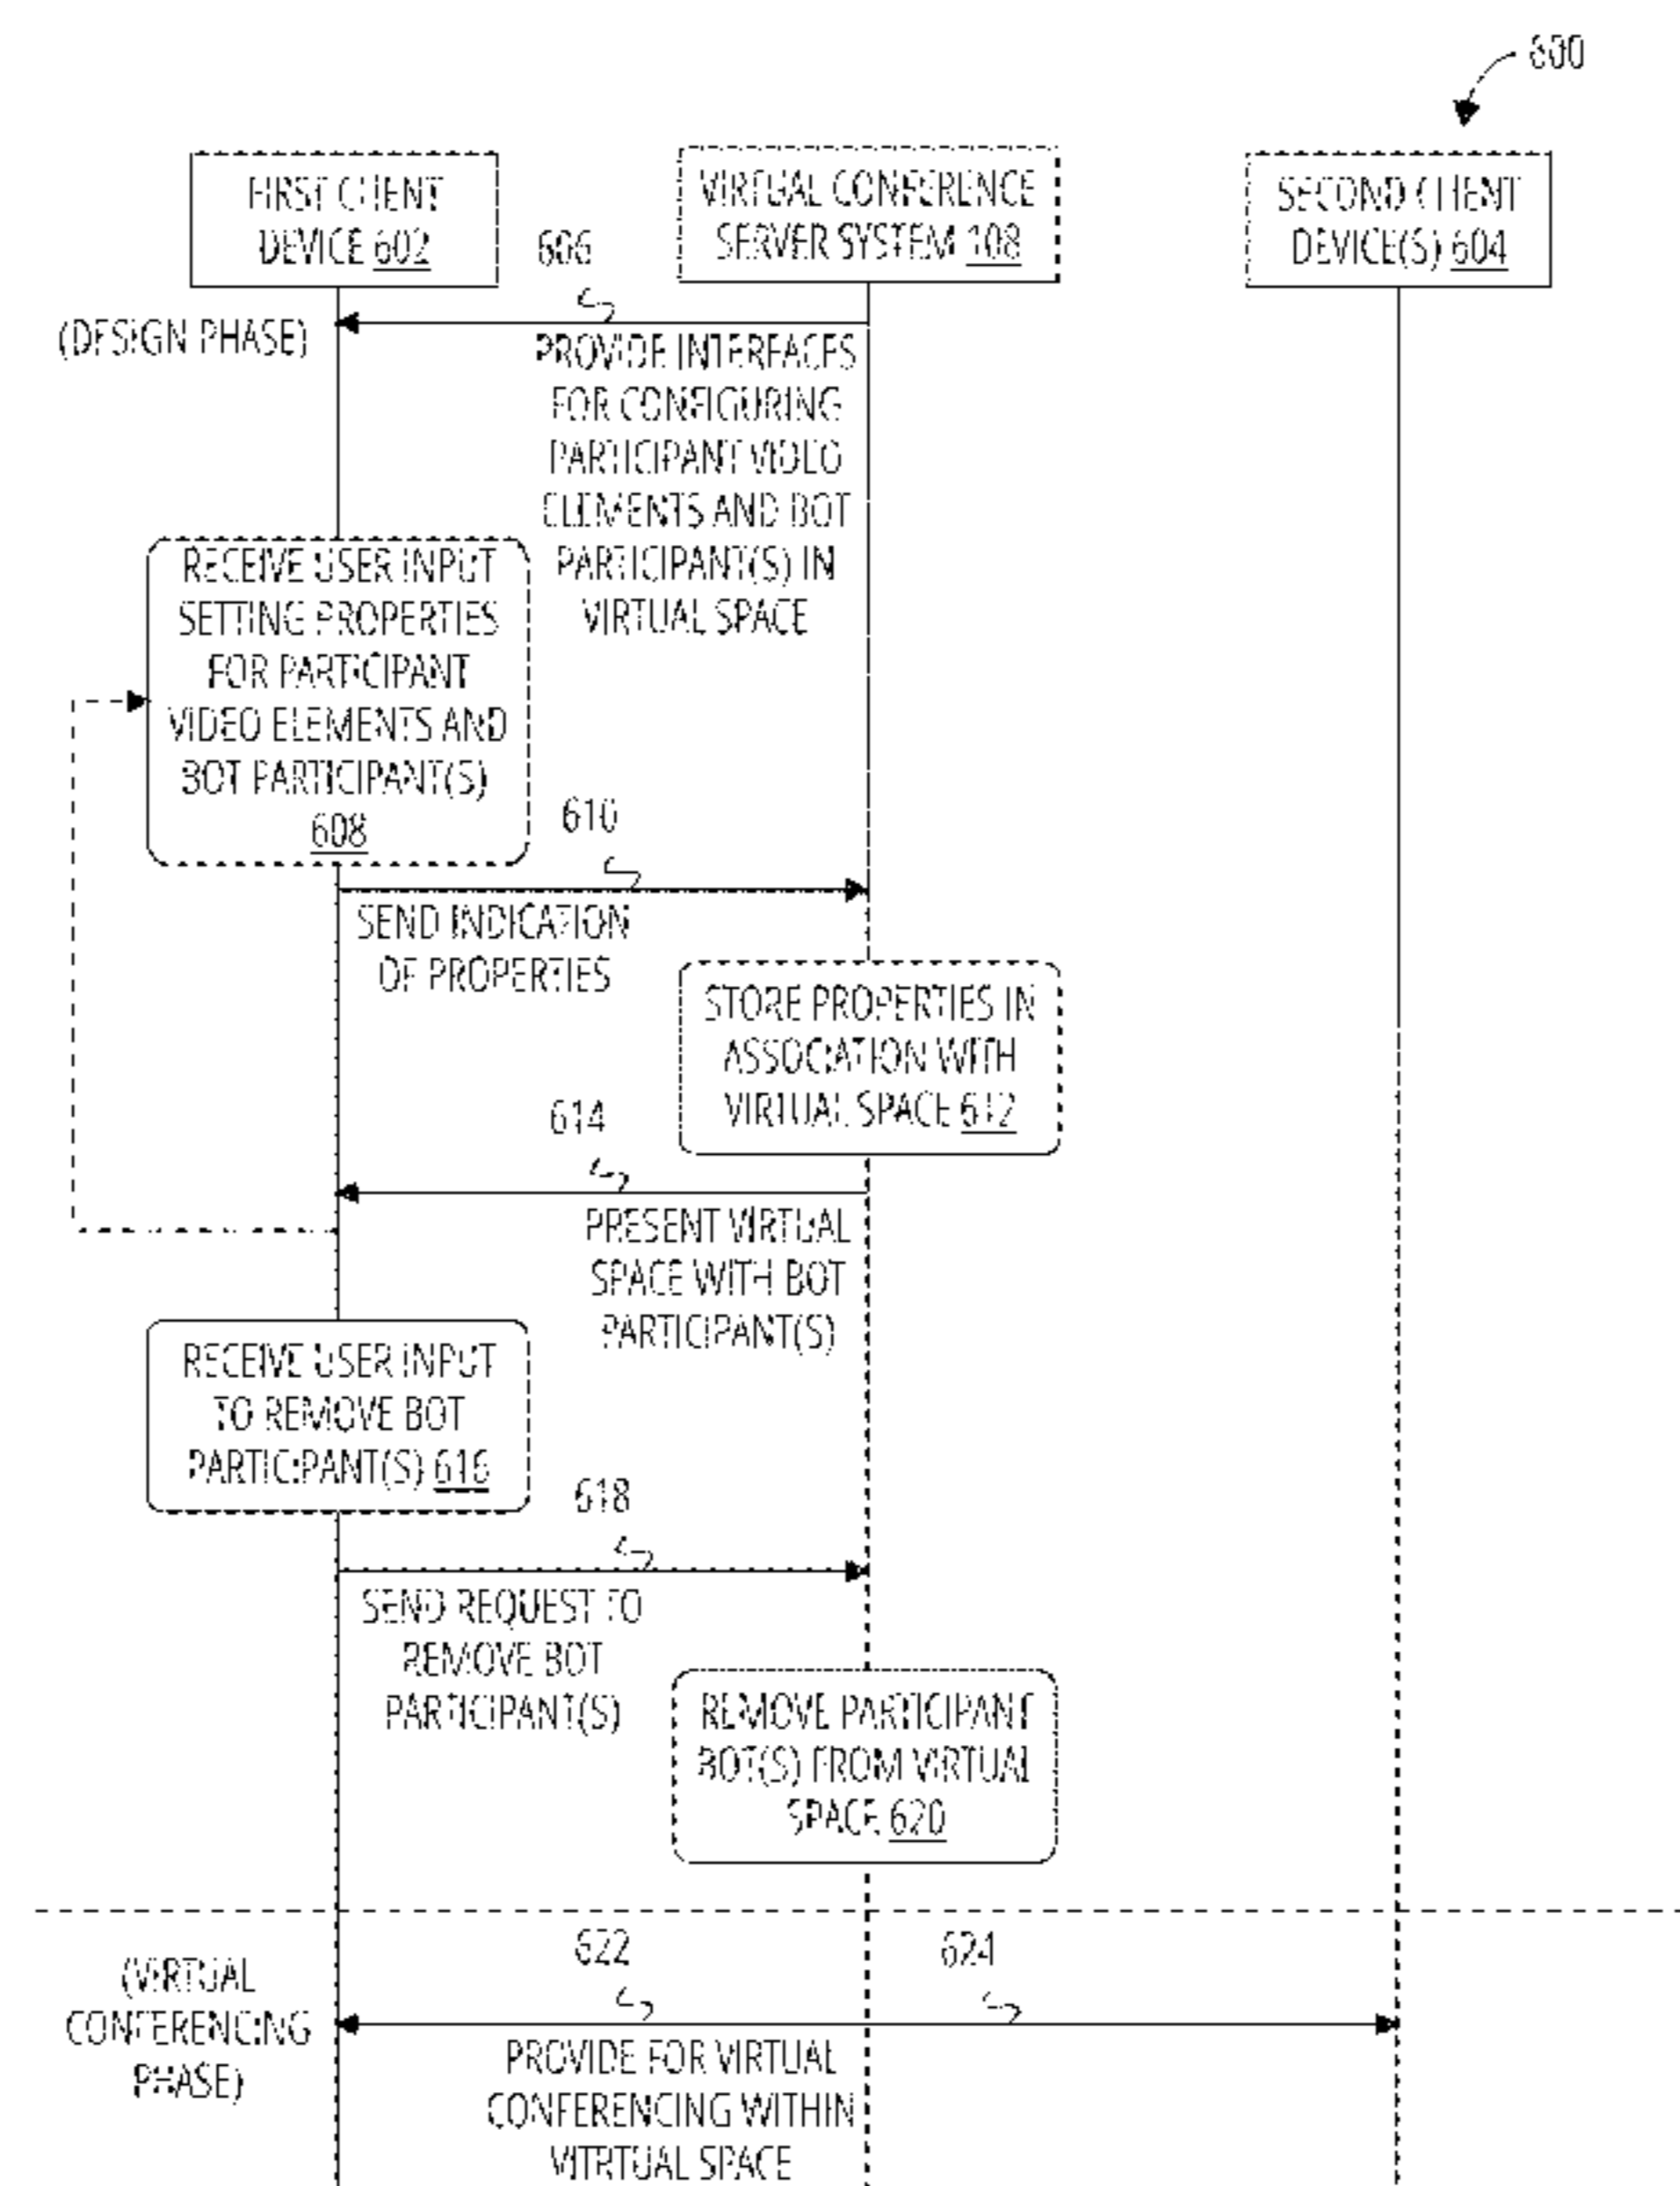 600
FIRST CLIENT
DEVICE 602
VIRTUAL CONFERENCE
SERVER SYSTEM 108
SECOND CLIENT
DEVICE(S) 604
606
(DESIGN PHASE)
PROVIDE INTERFACES
FOR CONFIGURING
PARTICIPANT VIDEO
ELEMENTS AND BOT
PARTICIPANT(S) IN
VIRTUAL SPACE
RECEIVE USER INPUT
SETTING PROPERTIES
FOR PARTICIPANT
VIDEO ELEMENTS AND
BOT PARTICIPANT(S)
608
610
SEND INDICATION
OF PROPERTIES
STORE PROPERTIES IN
ASSOCIATION WITH
VIRTUAL SPACE 612
614
PRESENT VIRTUAL
SPACE WITH BOT
PARTICIPANT(S)
RECEIVE USER INPUT
TO REMOVE BOT
PARTICIPANT(S) 616
618
SEND REQUEST TO
REMOVE BOT
PARTICIPANT(S)
REMOVE PARTICIPANT
BOT(S) FROM VIRTUAL
SPACE 620
(VIRTUAL
CONFERENCING
PHASE)
622
624
PROVIDE FOR VIRTUAL
CONFERENCING WITHIN
VITRTUAL SPACE